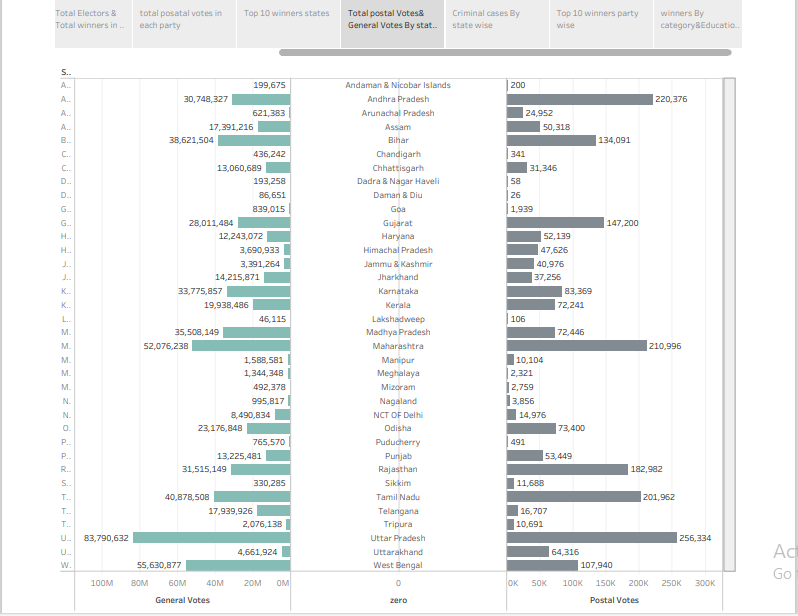 Total Electors & Total winners in .. total posatal votes in each party Top 10 winners states Total postal Votes& General Votes By stat.. Criminal cases By state wise Top 10 winners party wise winners By category&Educatio..
S..
A.. 199,675 Andaman & Nicobar Islands 200
A.. 30,748,327 Andhra Pradesh 220,376
A.. 621,383 Arunachal Pradesh 24,952
A.. 17,391,216 Assam 50,318
B.. 38,621,504 Bihar 134,091
C.. 436,242 Chandigarh 341
C.. 13,060,689 Chhattisgarh 31,346
D.. 193,258 Dadra & Nagar Haveli 58
D.. 86,651 Daman & Diu 26
G.. 839,015 Goa 1,939
G.. 28,011,484 Gujarat 147,200
H.. 12,243,072 Haryana 52,139
H.. 3,690,933 Himachal Pradesh 47,626
J.. 3,391,264 Jammu & Kashmir 40,976
J.. 14,215,871 Jharkhand 37,256
K.. 33,775,857 Karnataka 83,369
K.. 19,938,486 Kerala 72,241
L.. 46,115 Lakshadweep 106
M. 35,508,149 Madhya Pradesh 72,446
M. 52,076,238 Maharashtra 210,996
M. 1,588,581 Manipur 10,104
M. 1,344,348 Meghalaya 2,321
M. 492,378 Mizoram 2,759
N. 995,817 Nagaland 3,856
N.. 8,490,834 NCT OF Delhi 14,976
O. 23,176,848 Odisha 73,400
P.. 765,570 Puducherry 491
P.. 13,225,481 Punjab 53,449
R.. 31,515,149 Rajasthan 182,982
S.. 330,285 Sikkim 11,688
T.. 40,878,508 Tamil Nadu 201,962
T.. 17,939,926 Telangana 16,707
T.. 2,076,138 Tripura 10,691
U.. 83,790,632 Uttar Pradesh 256,334
U.. 4,661,924 Uttarakhand 64,316
W. 55,630,877 West Bengal 107,940
100M 80M 60M 40M 20M 0M 0 0K 50K 100K 150K 200K 250K 300K
General Votes zero Postal Votes
Go